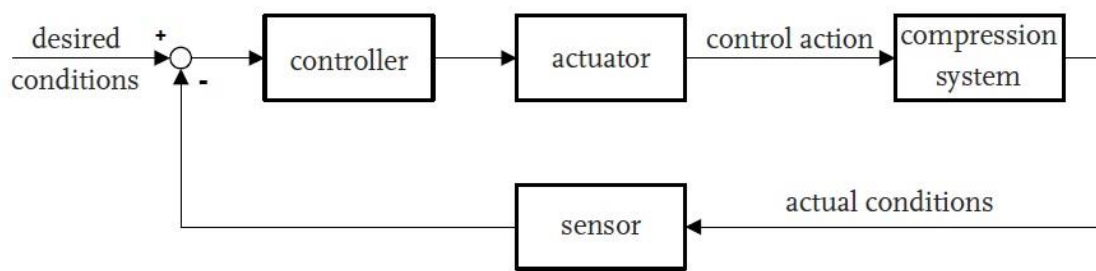 desired
conditions
+
-
controller
actuator
control action
compression
system
sensor
actual conditions